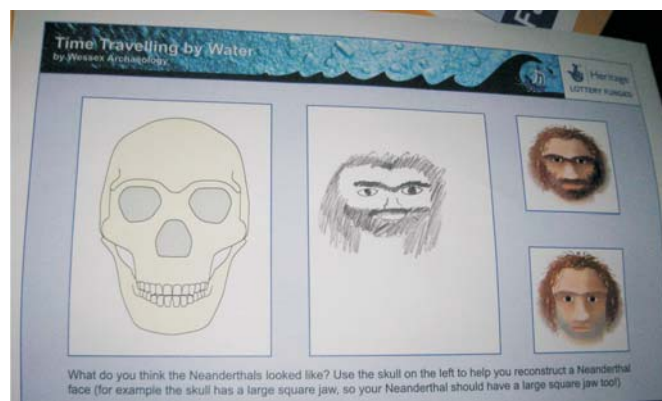 Time Travelling by Water
by Wessex Archaeology
Heritage
LOTTERY FUNDED
What do you think the Neanderthals looked like? Use the skull on the left to help you reconstruct a Neanderthal
face (for example the skull has a large square jaw, so your Neanderthal should have a large square jaw too!)